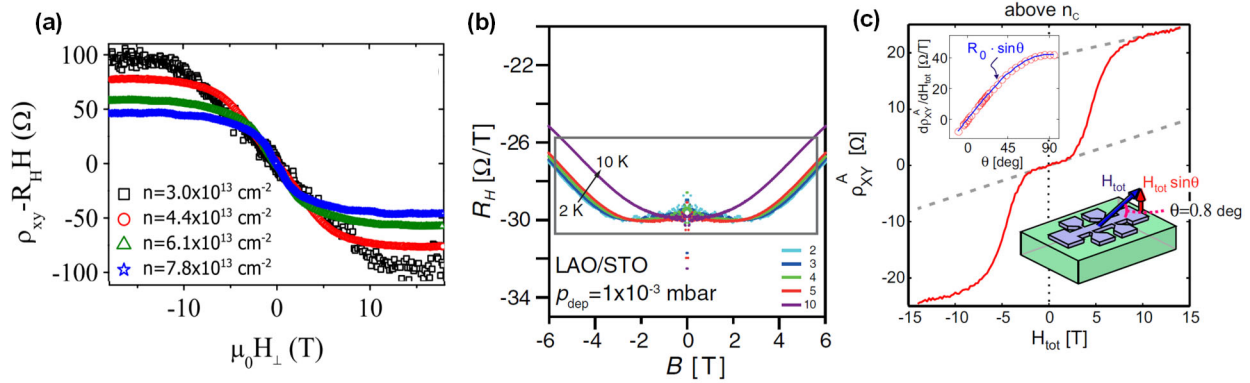 (a)
ρxy -RHH (Ω)
100
50
0
-50
-100
n=3.0x10¹³ cm⁻²
n=4.4x10¹³ cm⁻²
n=6.1x10¹³ cm⁻²
n=7.8x10¹³ cm⁻²
-10 0 10
μ₀H⊥ (T)
(b)
RH [Ω/T]
-22
-26
-30
-34
10 K
2 K
LAO/STO
pdep=1x10⁻³ mbar
2
3
4
5
10
-6 -4 -2 0 2 4 6
B [T]
(c)
above nC
ρᴬXY [Ω]
20
10
0
-10
-20
dρᴬXY/dHtot [Ω/T]
40
20
0
R0 · sinθ
0 45 90
θ [deg]
Htot
Htot sinθ
θ=0.8 deg
-15 -10 -5 0 5 10 15
Htot [T]